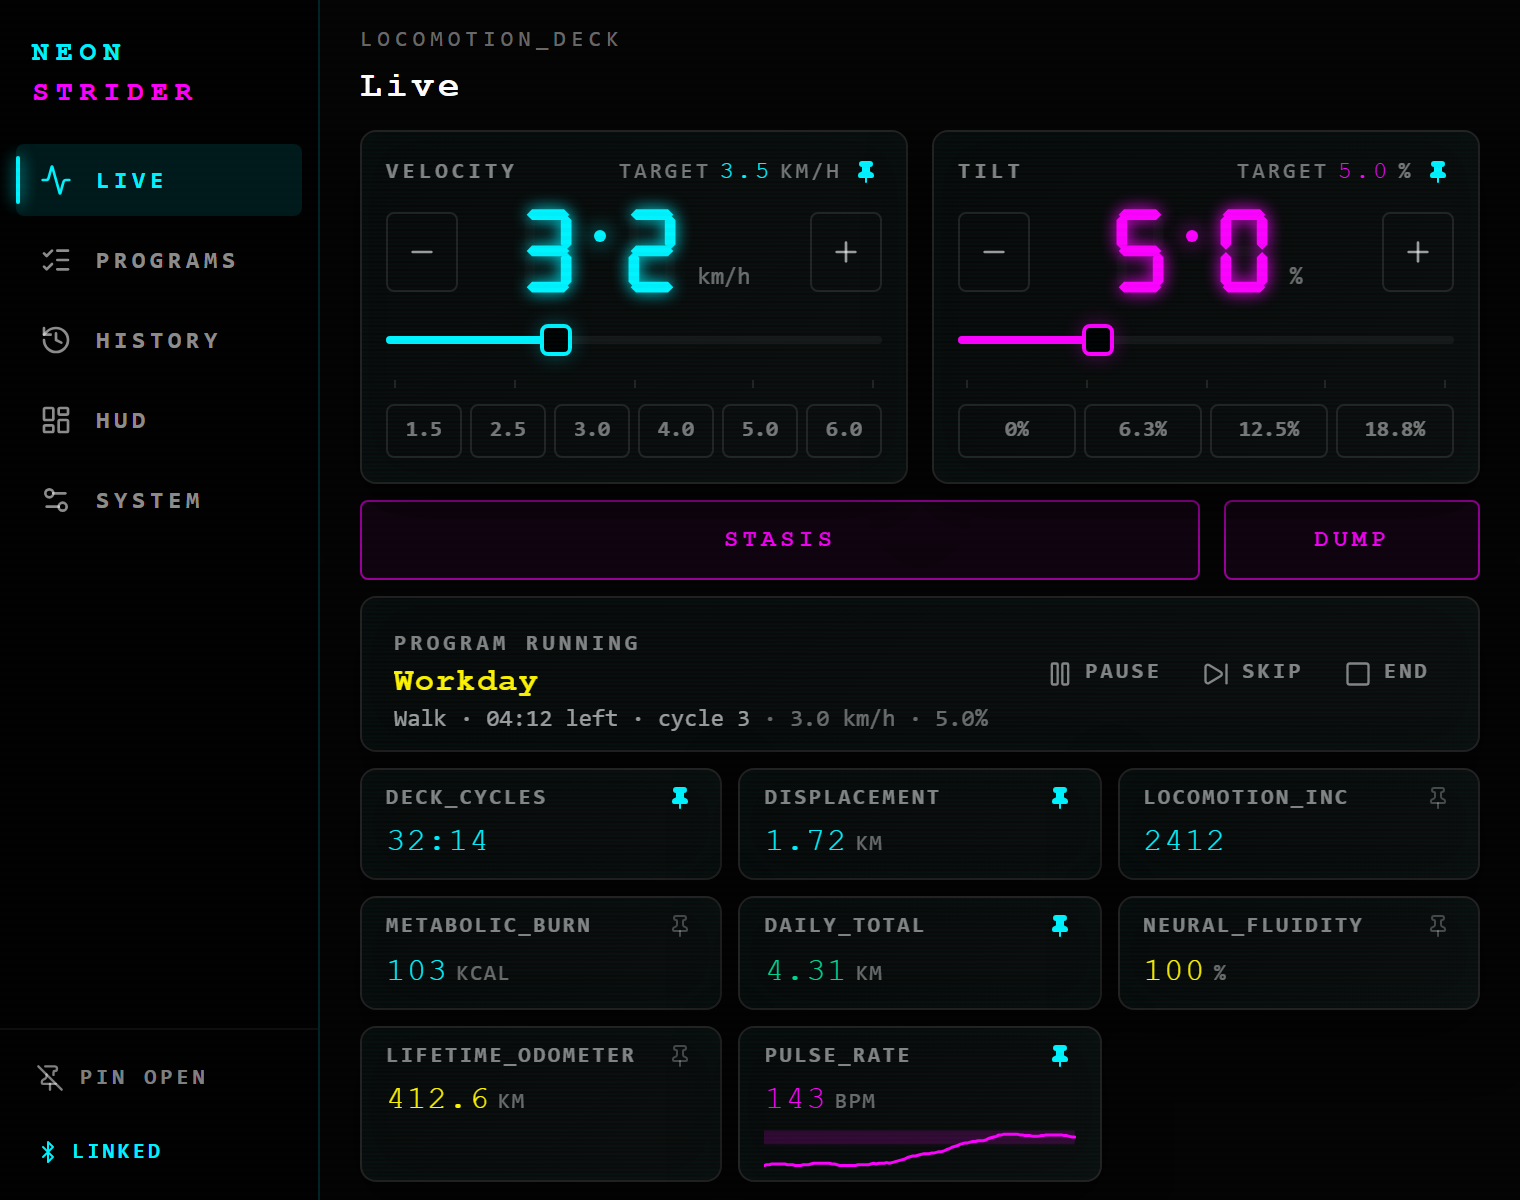 NEON
STRIDER
LIVE
PROGRAMS
HISTORY
HUD
SYSTEM
PIN OPEN
LINKED
LOCOMOTION_DECK
Live
VELOCITY TARGET 3.5 KM/H
− 3.2 km/h +
1.5 2.5 3.0 4.0 5.0 6.0
TILT TARGET 5.0 %
− 5.0 % +
0% 6.3% 12.5% 18.8%
STASIS
DUMP
PROGRAM RUNNING
Workday
Walk · 04:12 left · cycle 3 · 3.0 km/h · 5.0%
PAUSE SKIP END
DECK_CYCLES
32:14
DISPLACEMENT
1.72 KM
LOCOMOTION_INC
2412
METABOLIC_BURN
103 KCAL
DAILY_TOTAL
4.31 KM
NEURAL_FLUIDITY
100 %
LIFETIME_ODOMETER
412.6 KM
PULSE_RATE
143 BPM